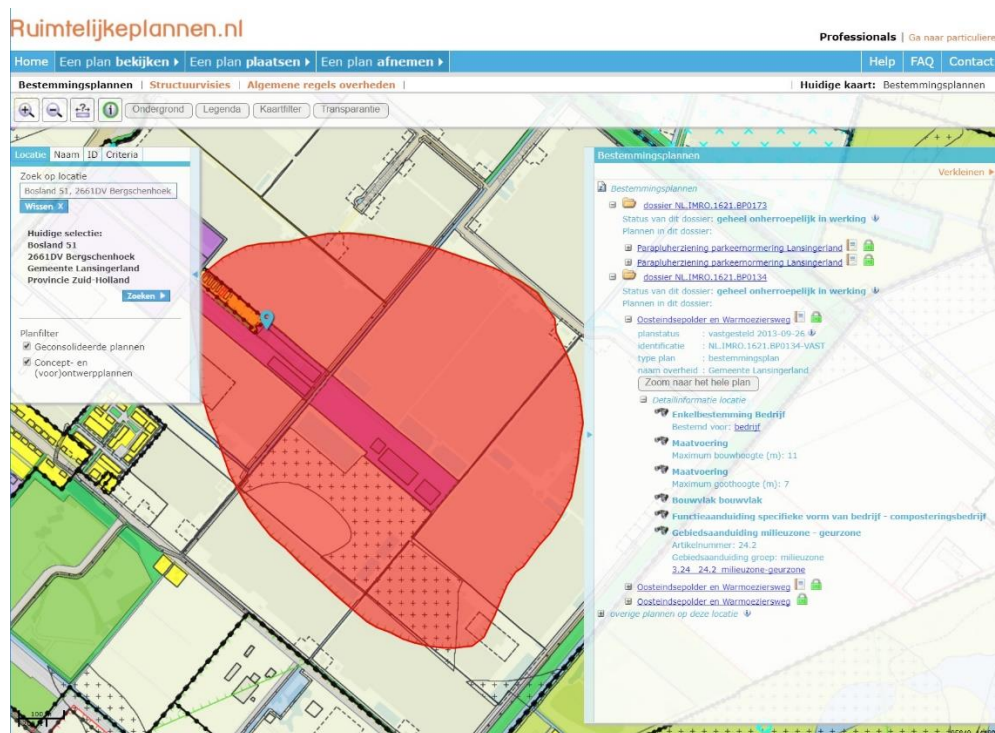 Ruimtelijkeplannen.nl
Professionals | Ga naar particuliere
Home Een plan bekijken Een plan plaatsen Een plan afnemen Help FAQ Contact
Bestemmingsplannen | Structuurvisies | Algemene regels overheden | Huidige kaart: Bestemmingsplannen
Ondergrond Legenda Kaartfilter Transparantie
Locatie Naam ID Criteria
Zoek op locatie
Bosland 51, 2661DV Bergschenhoek
Wissen X
Huidige selectie:
Bosland 51
2661DV Bergschenhoek
Gemeente Lansingerland
Provincie Zuid-Holland
Zoeken
Planfilter
Geconsolideerde plannen
Concept- en
(voor)ontwerpplannen
Bestemmingsplannen
Verkleinen
Bestemmingsplannen
dossier NL.IMRO.1621.BP0173
Status van dit dossier: geheel onherroepelijk in werking
Plannen in dit dossier:
Parapluherziening parkeernormering Lansingerland
Parapluherziening parkeernormering Lansingerland
dossier NL.IMRO.1621.BP0134
Status van dit dossier: geheel onherroepelijk in werking
Plannen in dit dossier:
Oosteindsepolder en Warmoeziersweg
planstatus : vastgesteld 2013-09-26
identificatie : NL.IMRO.1621.BP0134-VAST
type plan : bestemmingsplan
naam overheid : Gemeente Lansingerland
Zoom naar het hele plan
Detailinformatie locatie
Enkelbestemming Bedrijf
Bestemd voor: bedrijf
Maatvoering
Maximum bouwhoogte (m): 11
Maatvoering
Maximum goothoogte (m): 7
Bouwvlak bouwvlak
Functieaanduiding specifieke vorm van bedrijf - composteringsbedrijf
Gebiedsaanduiding milieuzone - geurzone
Artikelnummer: 24.2
Gebiedsaanduiding groep: milieuzone
3.24 24.2 milieuzone-geurzone
Oosteindsepolder en Warmoeziersweg
Oosteindsepolder en Warmoeziersweg
overige plannen op deze locatie